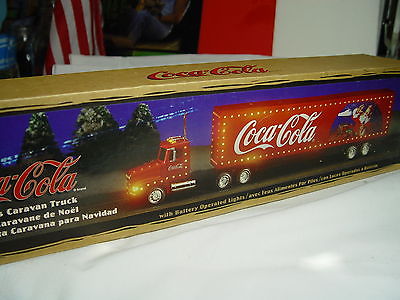 Coca-Cola
Coca-Cola
Coca-Cola
s Caravan Truck
Caravane de Noël
ta Caravana para Navidad
with Battery Operated Lights/avec Feux Alimentés Par Piles/con Luces Operadas a Baterías